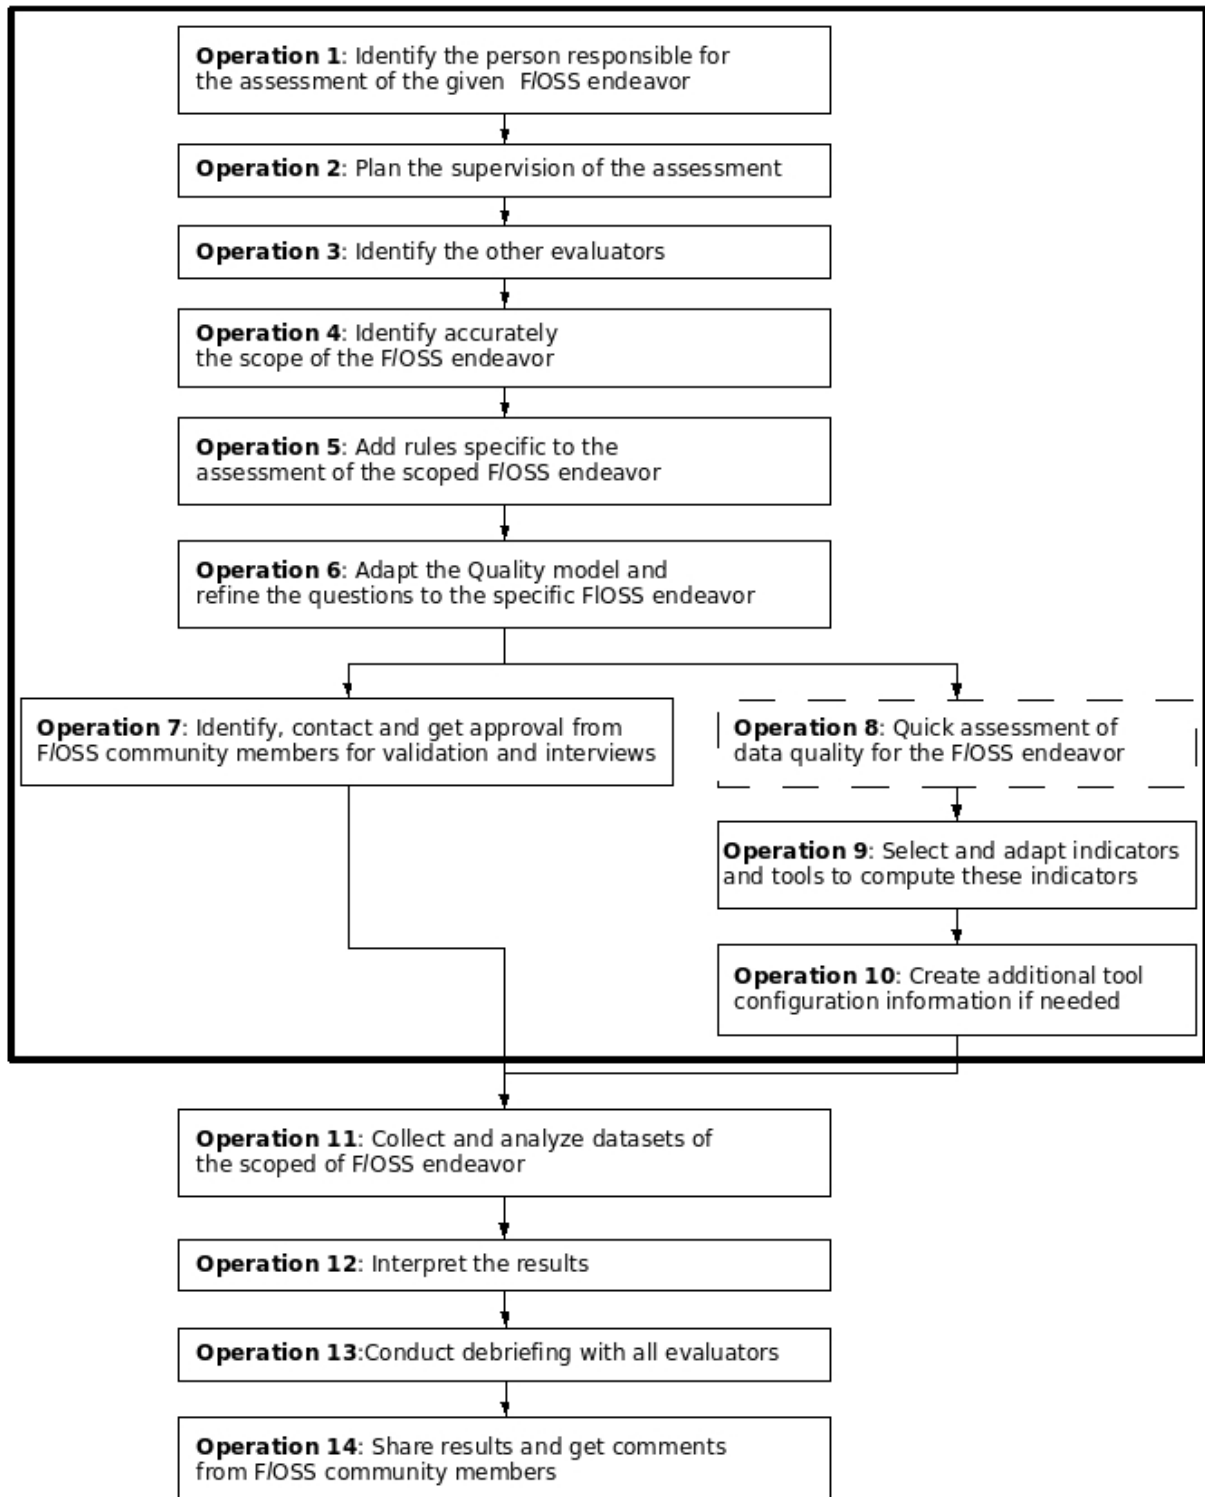 Operation 1: Identify the person responsible for
the assessment of the given F/OSS endeavor
Operation 2: Plan the supervision of the assessment
Operation 3: Identify the other evaluators
Operation 4: Identify accurately
the scope of the F/OSS endeavor
Operation 5: Add rules specific to the
assessment of the scoped F/OSS endeavor
Operation 6: Adapt the Quality model and
refine the questions to the specific FlOSS endeavor
Operation 7: Identify, contact and get approval from
F/OSS community members for validation and interviews
Operation 8: Quick assessment of
data quality for the F/OSS endeavor
Operation 9: Select and adapt indicators
and tools to compute these indicators
Operation 10: Create additional tool
configuration information if needed
Operation 11: Collect and analyze datasets of
the scoped of F/OSS endeavor
Operation 12: Interpret the results
Operation 13:Conduct debriefing with all evaluators
Operation 14: Share results and get comments
from F/OSS community members